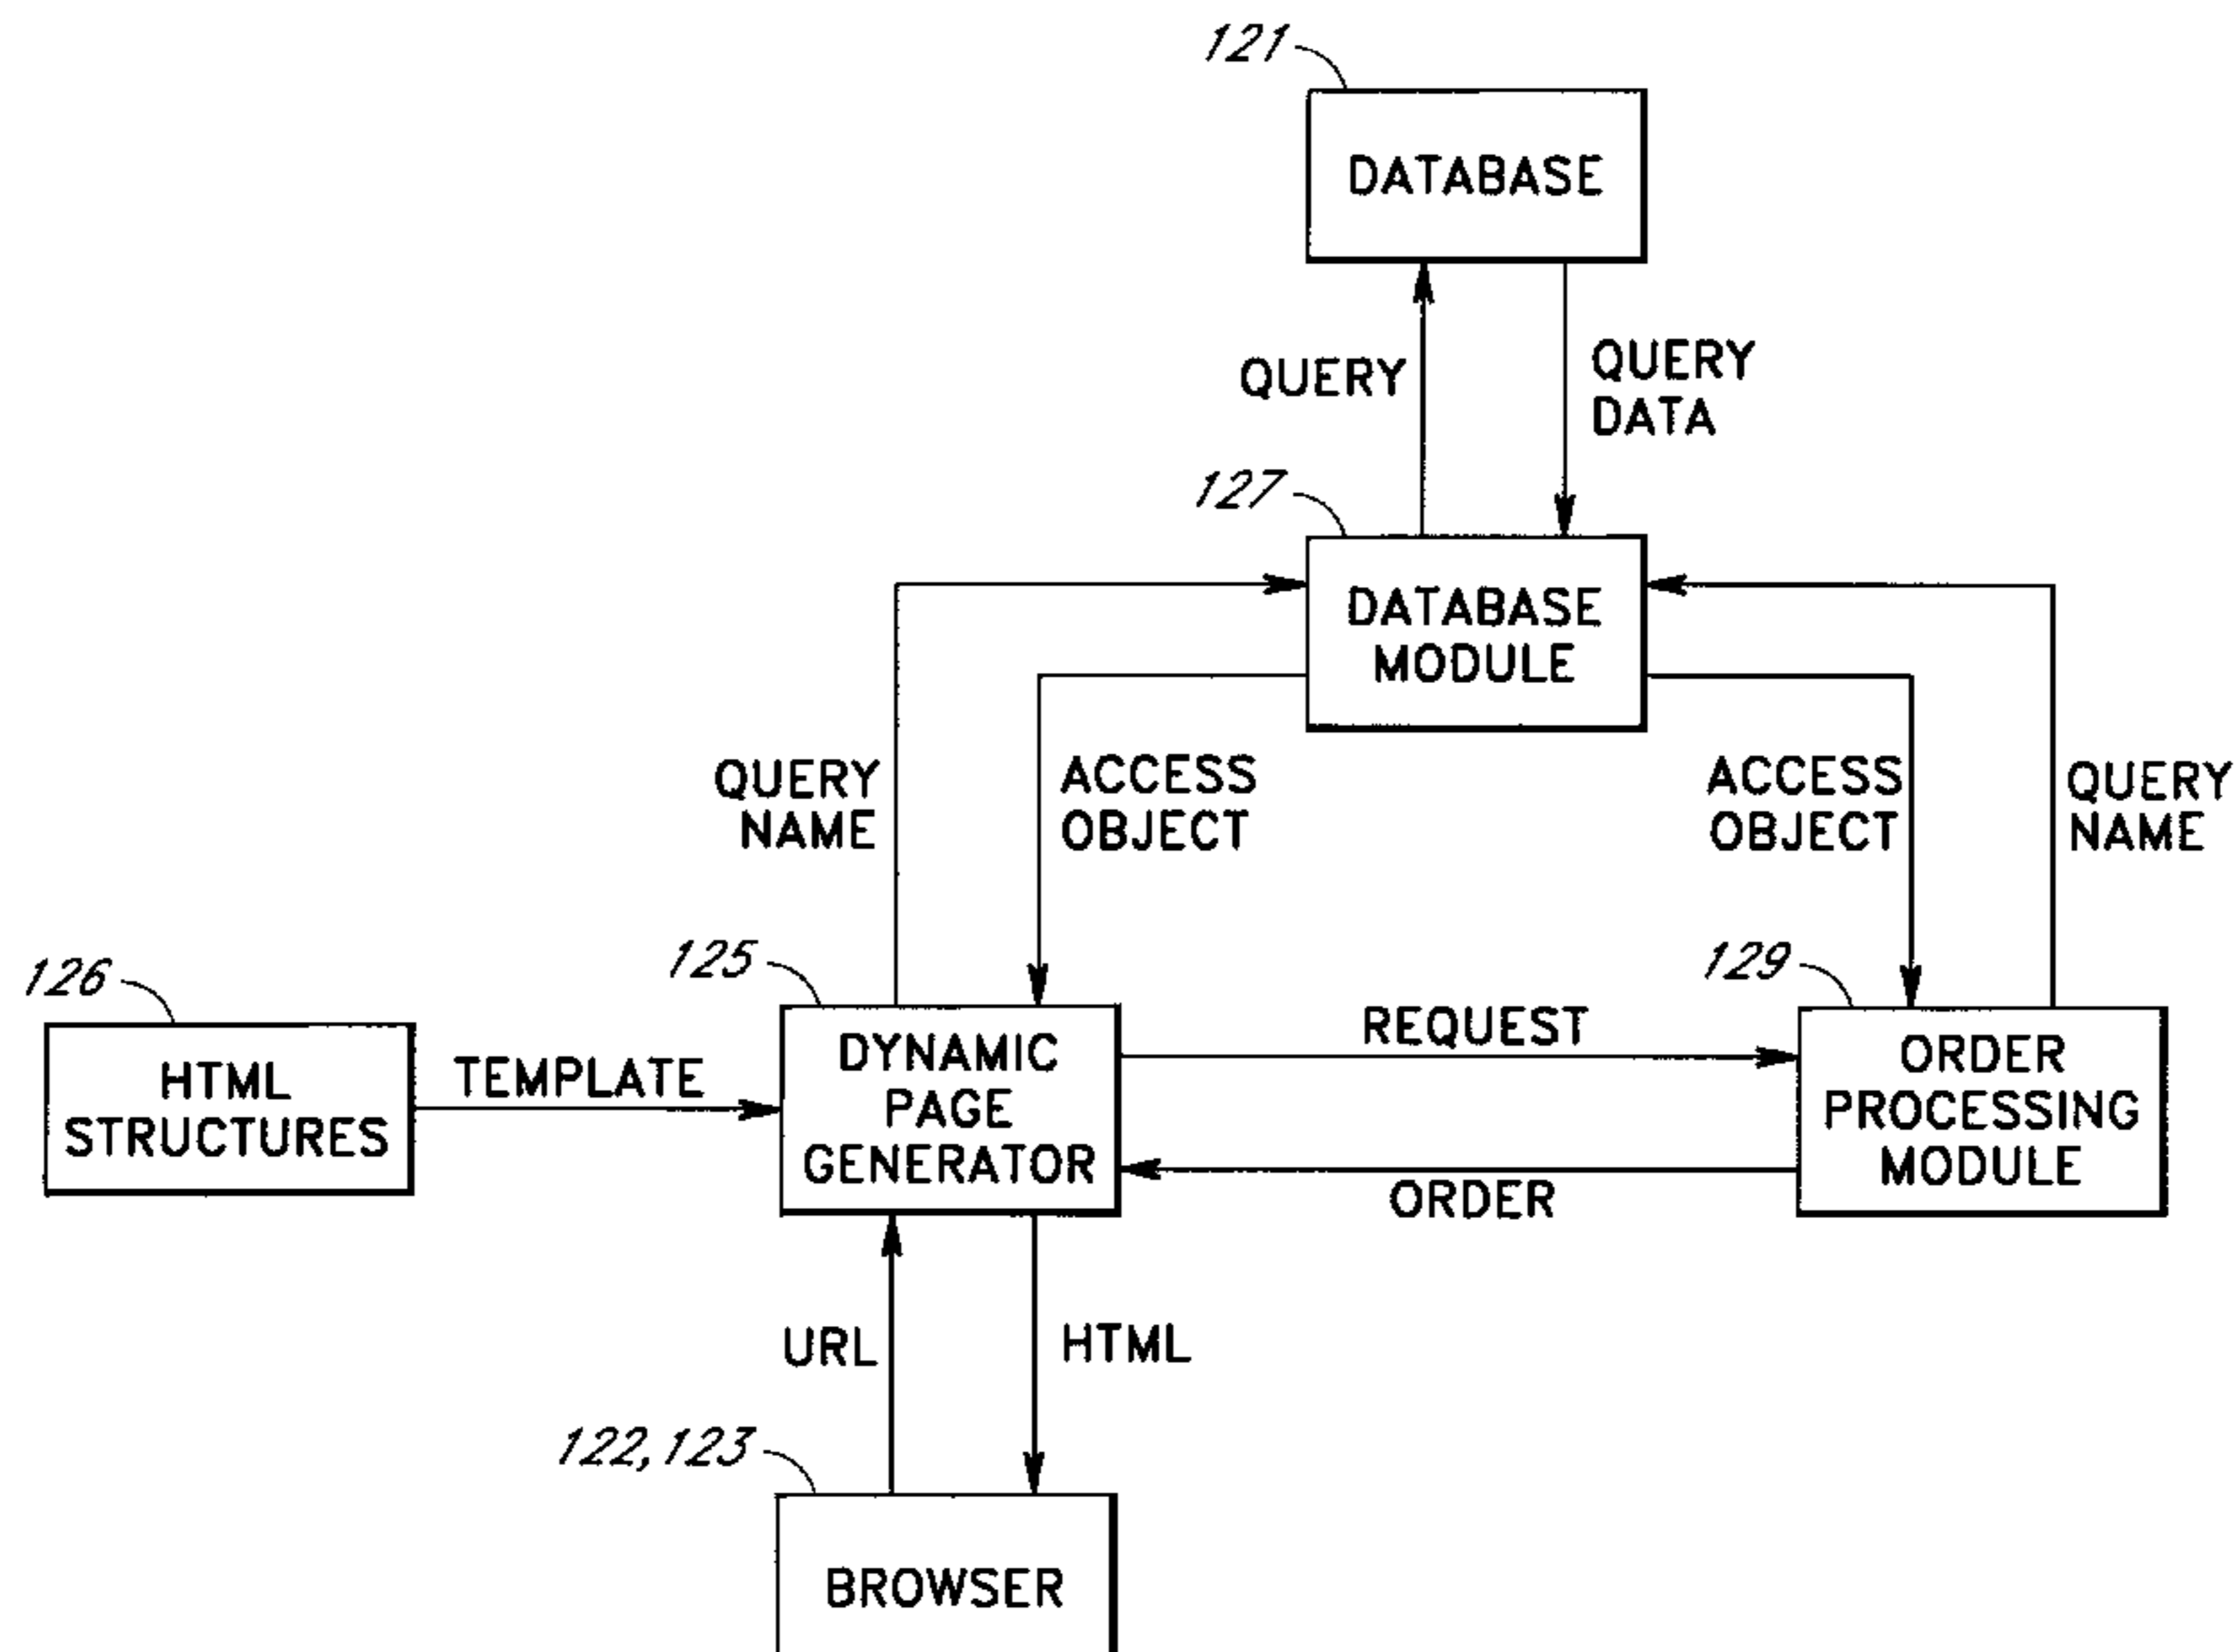 121
DATABASE
QUERY
QUERY
DATA
127
DATABASE
MODULE
QUERY
NAME
ACCESS
OBJECT
ACCESS
OBJECT
QUERY
NAME
126
HTML
STRUCTURES
TEMPLATE
125
DYNAMIC
PAGE
GENERATOR
REQUEST
ORDER
129
ORDER
PROCESSING
MODULE
URL
HTML
122,123
BROWSER